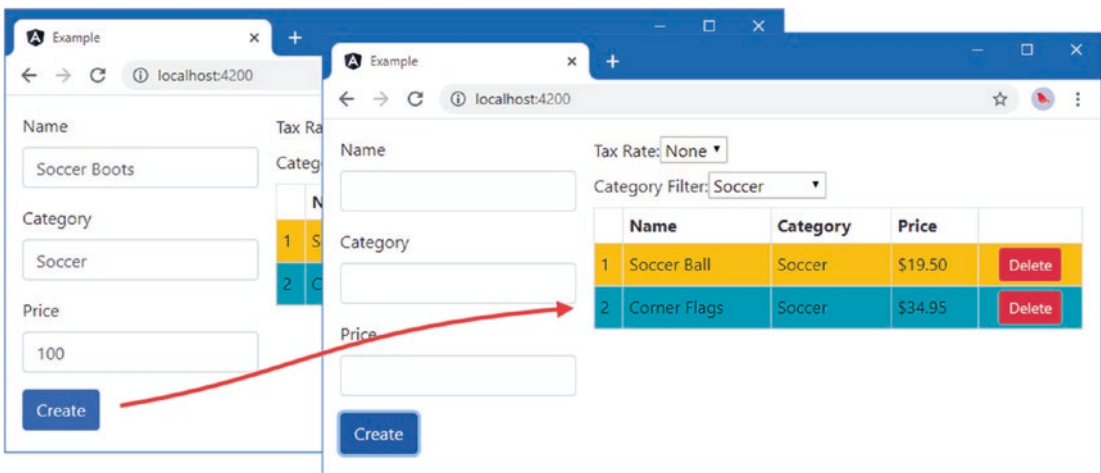 Example
localhost:4200
Name
Soccer Boots
Category
Soccer
Price
100
Create
Tax
1
2
Example
localhost:4200
Name
Category
Price
Create
Tax Rate: None
Category Filter: Soccer
Name Category Price
1 Soccer Ball Soccer $19.50 Delete
2 Corner Flags Soccer $34.95 Delete